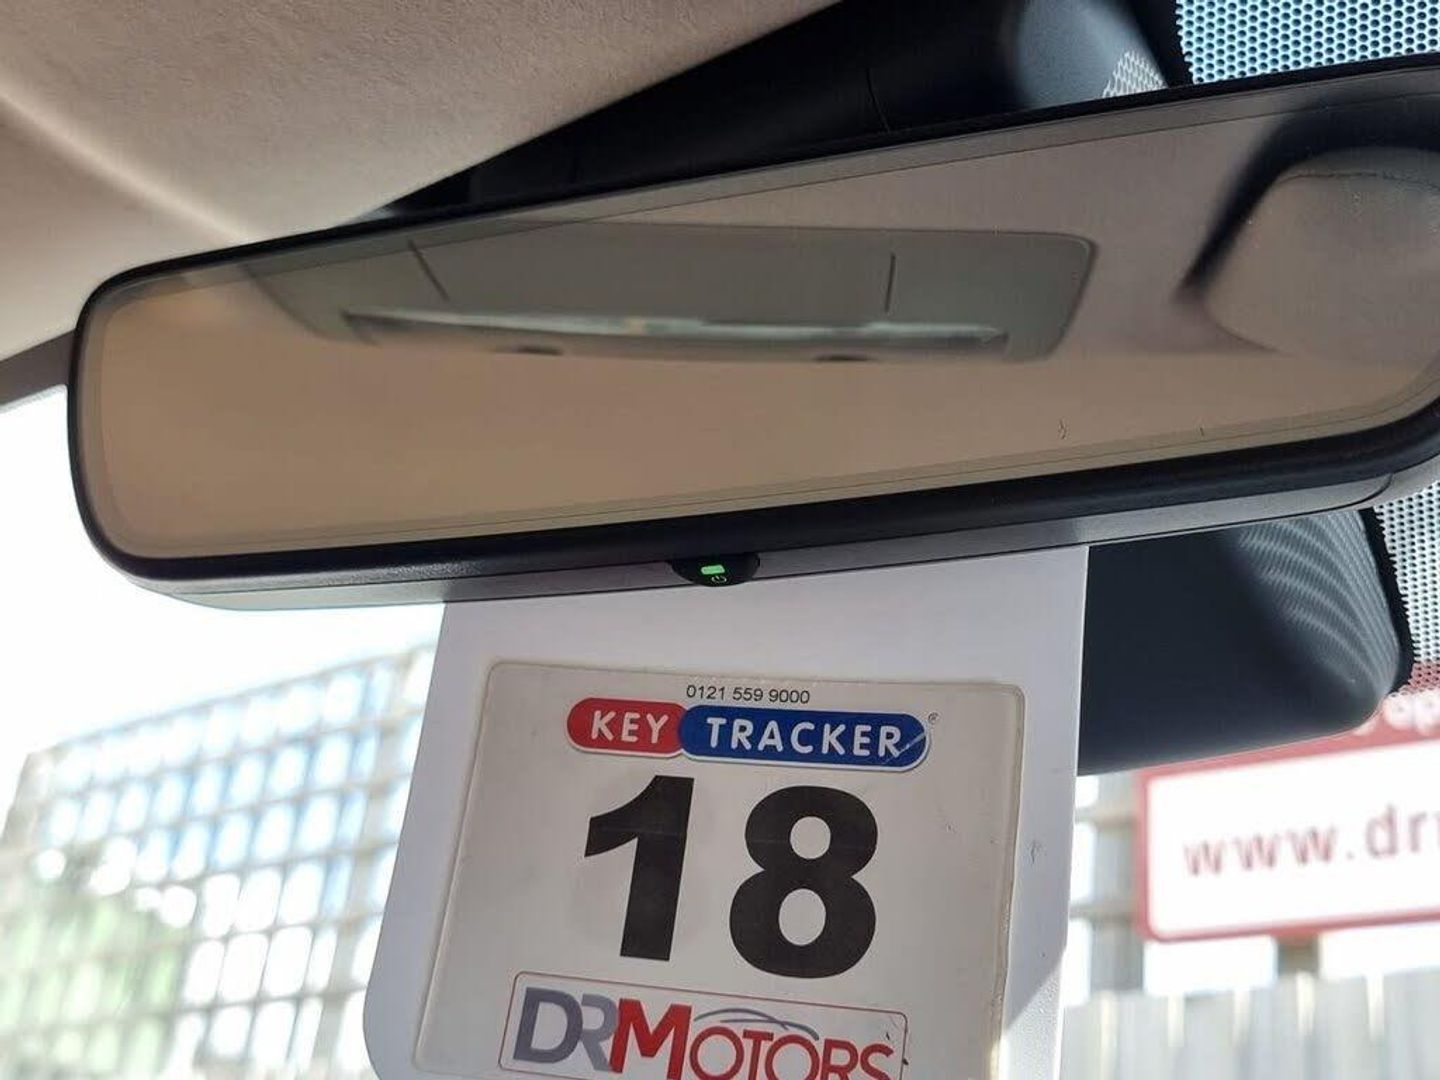 0121 559 9000
KEY TRACKER®
18
DRMOTORS
www.dr